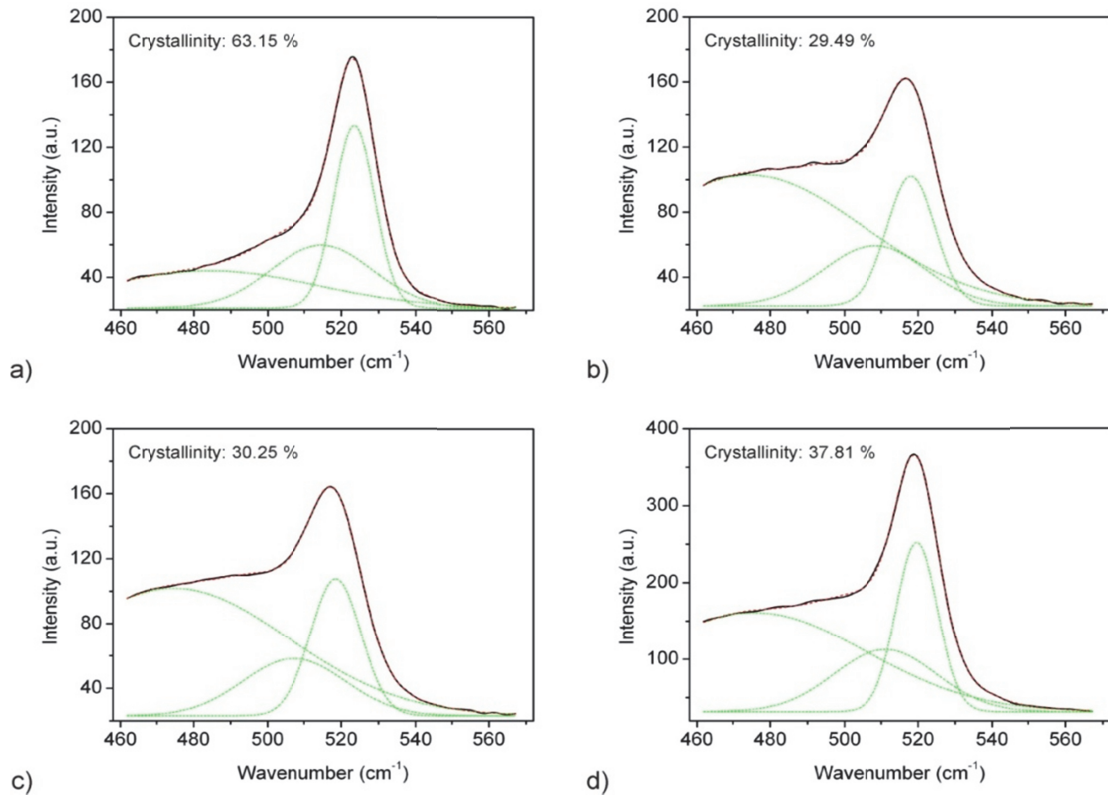 200
160
120
80
40
Intensity (a.u.)
Crystallinity: 63.15 %
460 480 500 520 540 560
Wavenumber (cm⁻¹)
a)
200
160
120
80
40
Intensity (a.u.)
Crystallinity: 29.49 %
460 480 500 520 540 560
Wavenumber (cm⁻¹)
b)
200
160
120
80
40
Intensity (a.u.)
Crystallinity: 30.25 %
460 480 500 520 540 560
Wavenumber (cm⁻¹)
c)
400
300
200
100
Intensity (a.u.)
Crystallinity: 37.81 %
460 480 500 520 540 560
Wavenumber (cm⁻¹)
d)